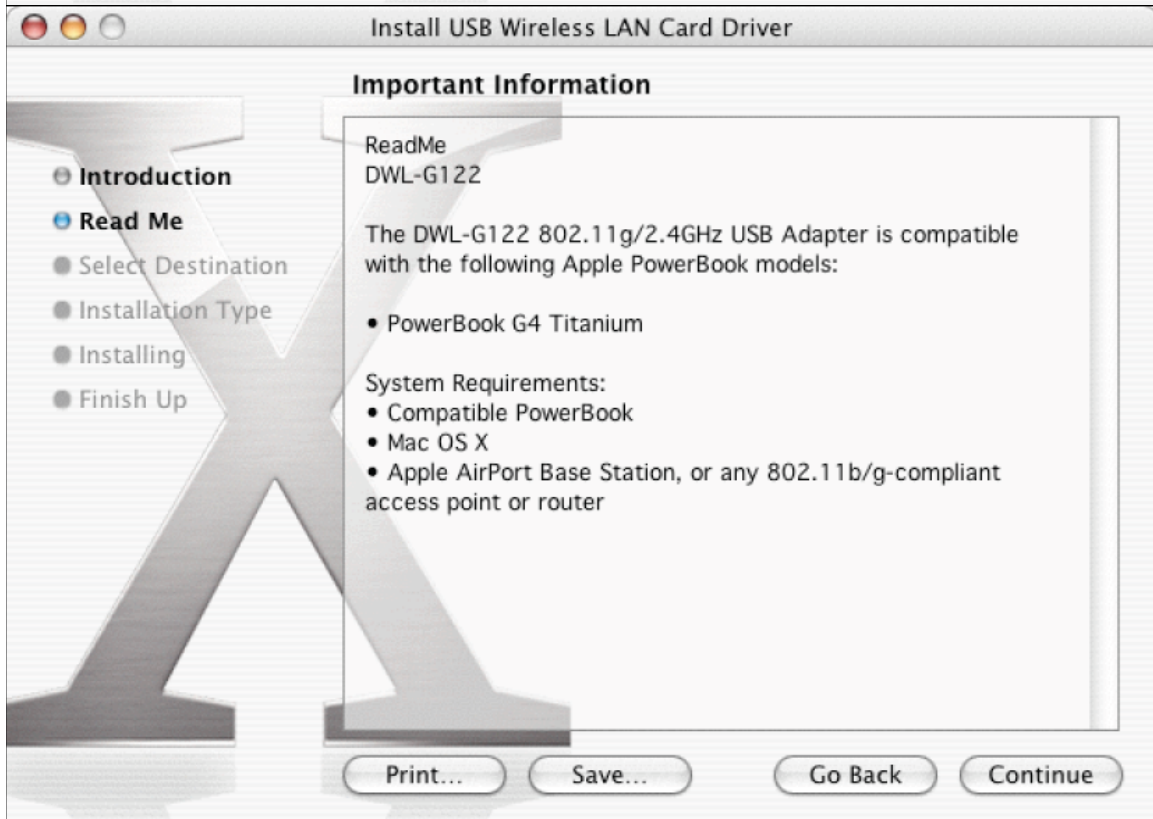 Install USB Wireless LAN Card Driver
Important Information
Introduction
Read Me
Select Destination
Installation Type
Installing
Finish Up
ReadMe
DWL-G122
The DWL-G122 802.11g/2.4GHz USB Adapter is compatible
with the following Apple PowerBook models:
• PowerBook G4 Titanium
System Requirements:
• Compatible PowerBook
• Mac OS X
• Apple AirPort Base Station, or any 802.11b/g-compliant
access point or router
Print... Save... Go Back Continue